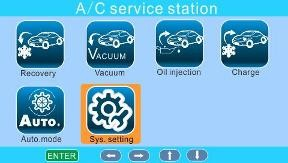 A/C service station
VACUUM
Recovery Vacuum Oil injection Charge
AUTO.
Auto.mode Sys. setting
ENTER